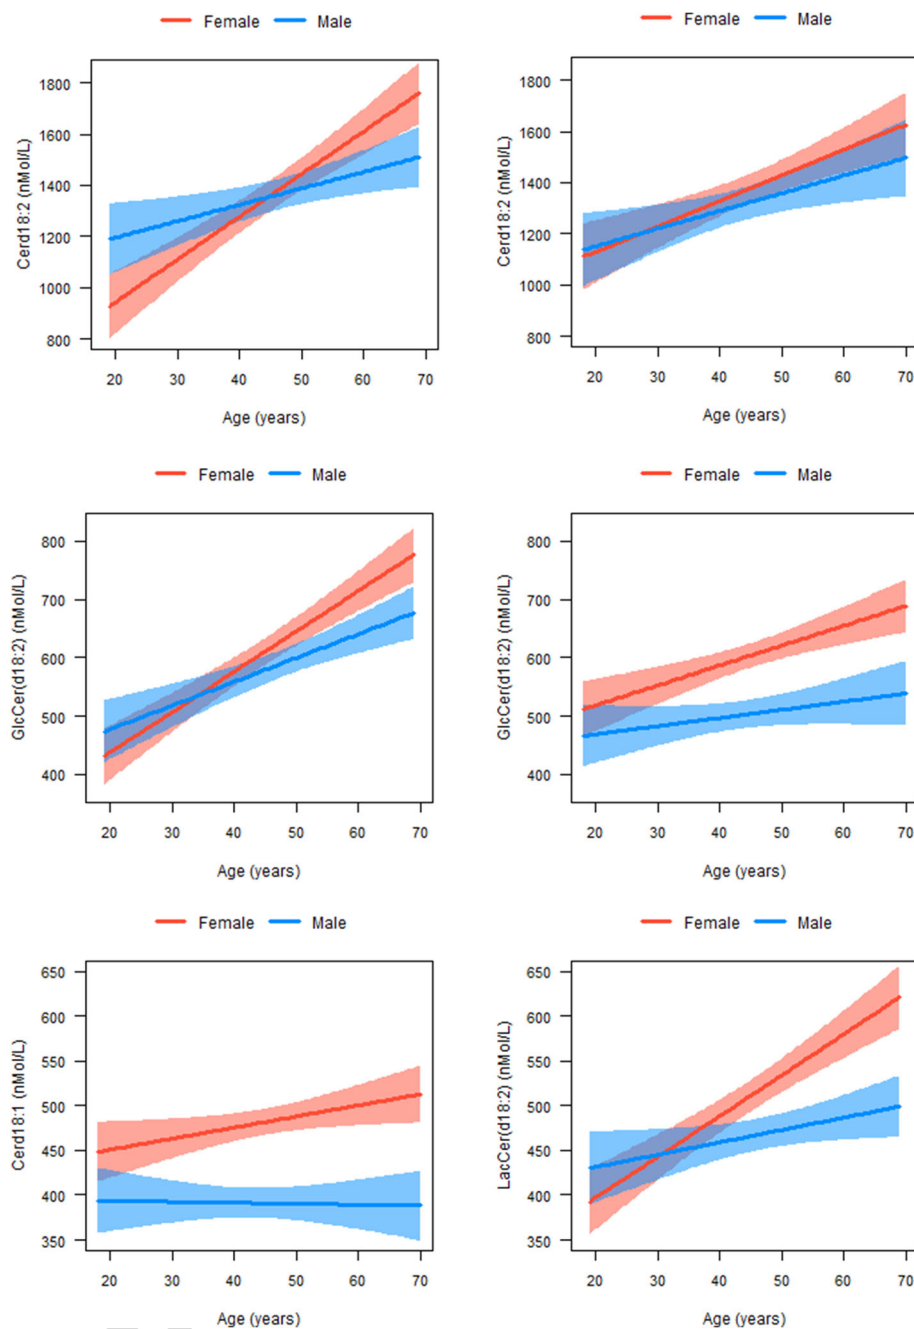 Female Male
Cerd18:2 (nMol/L)
1800
1600
1400
1200
1000
800
20 30 40 50 60 70
Age (years)
Female Male
Cerd18:2 (nMol/L)
1800
1600
1400
1200
1000
800
20 30 40 50 60 70
Age (years)
Female Male
GlcCer(d18:2) (nMol/L)
800
700
600
500
400
20 30 40 50 60 70
Age (years)
Female Male
GlcCer(d18:2) (nMol/L)
800
700
600
500
400
20 30 40 50 60 70
Age (years)
Female Male
Cerd18:1 (nMol/L)
650
600
550
500
450
400
350
20 30 40 50 60 70
Age (years)
Female Male
LacCer(d18:2) (nMol/L)
650
600
550
500
450
400
350
20 30 40 50 60 70
Age (years)